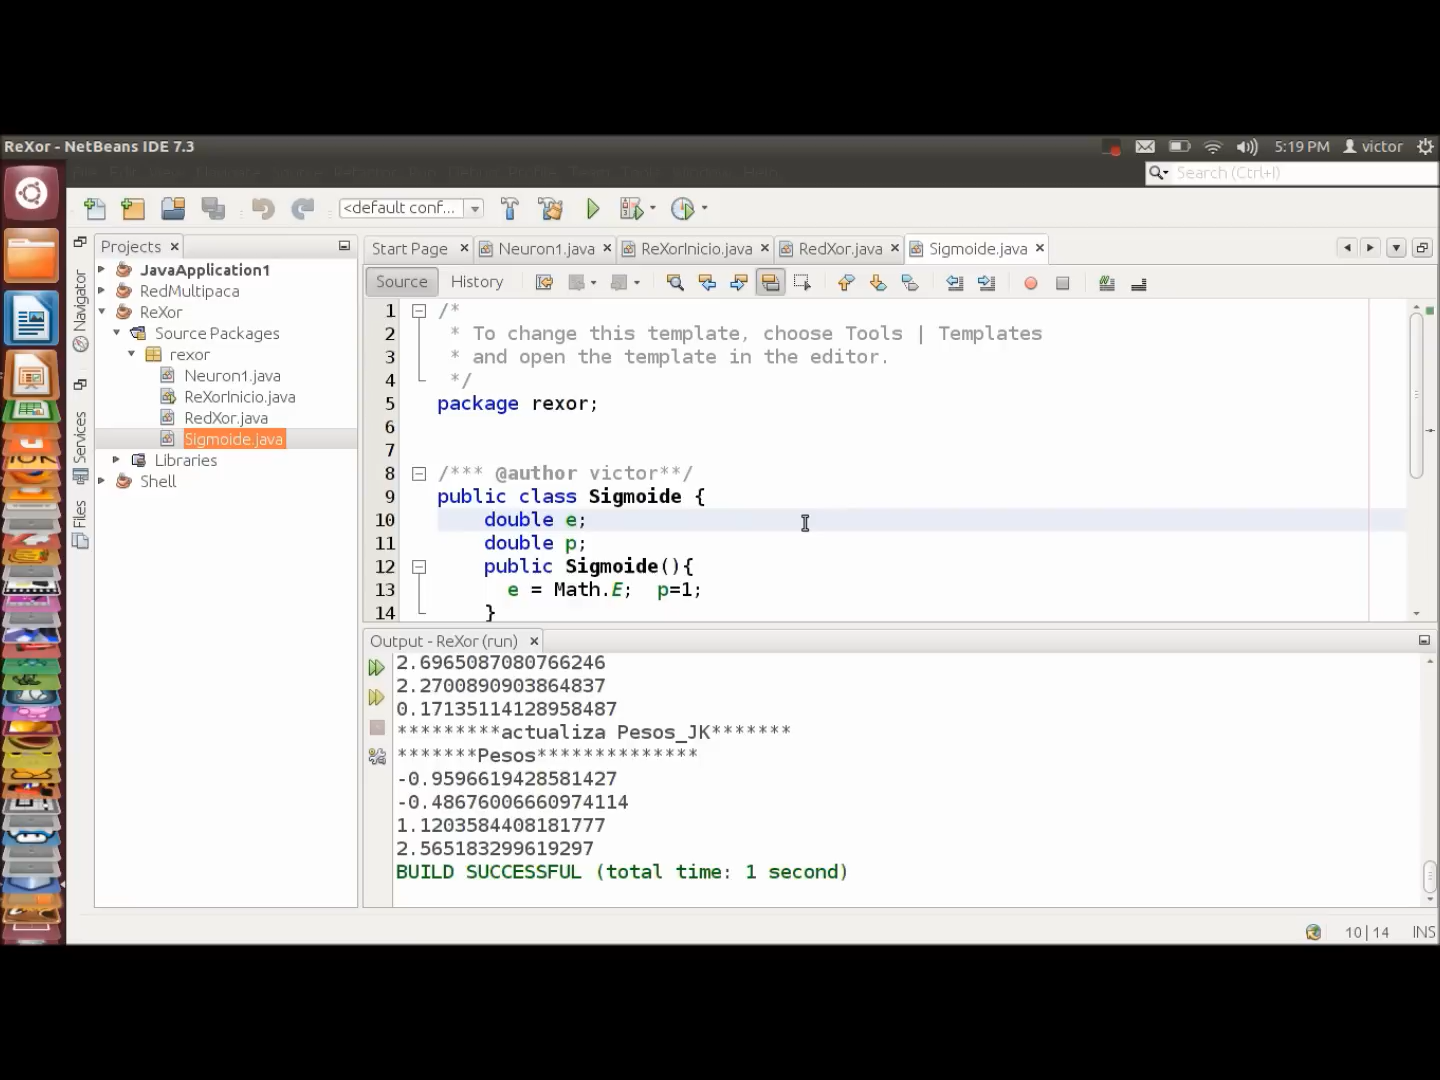 ReXor - NetBeans IDE 7.3
5:19 PM victor
Search (Ctrl+I)
<default conf...
Projects
Start Page Neuron1.java ReXorInicio.java RedXor.java Sigmoide.java
Source History
Navigator
Services
Files
JavaApplication1
RedMultipaca
ReXor
Source Packages
rexor
Neuron1.java
ReXorInicio.java
RedXor.java
Sigmoide.java
Libraries
Shell
1 /*
2 * To change this template, choose Tools | Templates
3 * and open the template in the editor.
4 */
5 package rexor;
6
7
8 /*** @author victor**/
9 public class Sigmoide {
10 double e;
11 double p;
12 public Sigmoide(){
13 e = Math.E; p=1;
14 }
Output - ReXor (run)
2.6965087080766246
2.2700890903864837
0.17135114128958487
*********actualiza Pesos_JK*******
*******Pesos**************
-0.9596619428581427
-0.48676006660974114
1.1203584408181777
2.565183299619297
BUILD SUCCESSFUL (total time: 1 second)
10|14 INS